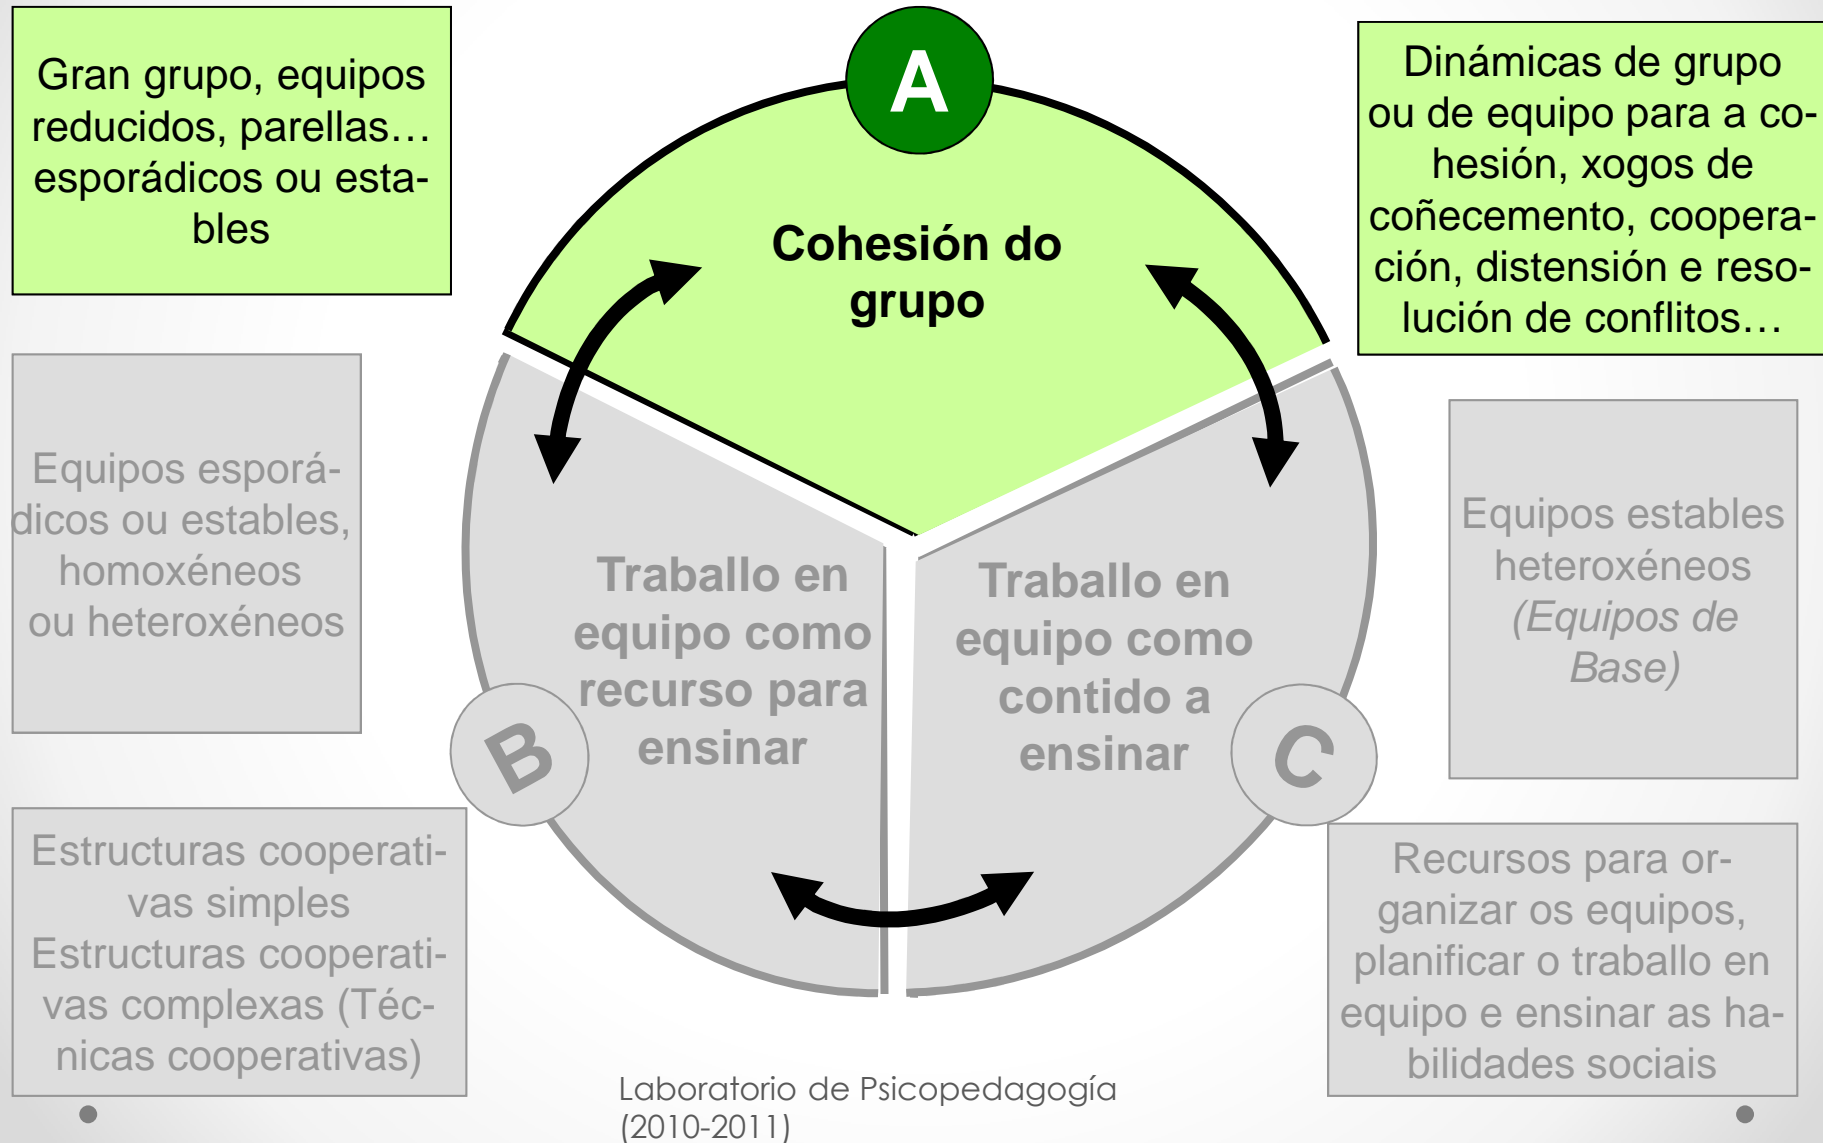 Gran grupo, equipos
reducidos, parellas…
esporádicos ou esta-
bles
A
Cohesión do
grupo
Dinámicas de grupo
ou de equipo para a co-
hesión, xogos de
coñecemento, coopera-
ción, distensión e reso-
lución de conflitos…
Equipos esporá-
dicos ou estables,
homoxéneos
ou heteroxéneos
Traballo en
equipo como
recurso para
ensinar
B
Traballo en
equipo como
contido a
ensinar
C
Equipos estables
heteroxéneos
(Equipos de
Base)
Estructuras cooperati-
vas simples
Estructuras cooperati-
vas complexas (Téc-
nicas cooperativas)
Recursos para or-
ganizar os equipos,
planificar o traballo en
equipo e ensinar as ha-
bilidades sociais
Laboratorio de Psicopedagogía
(2010-2011)